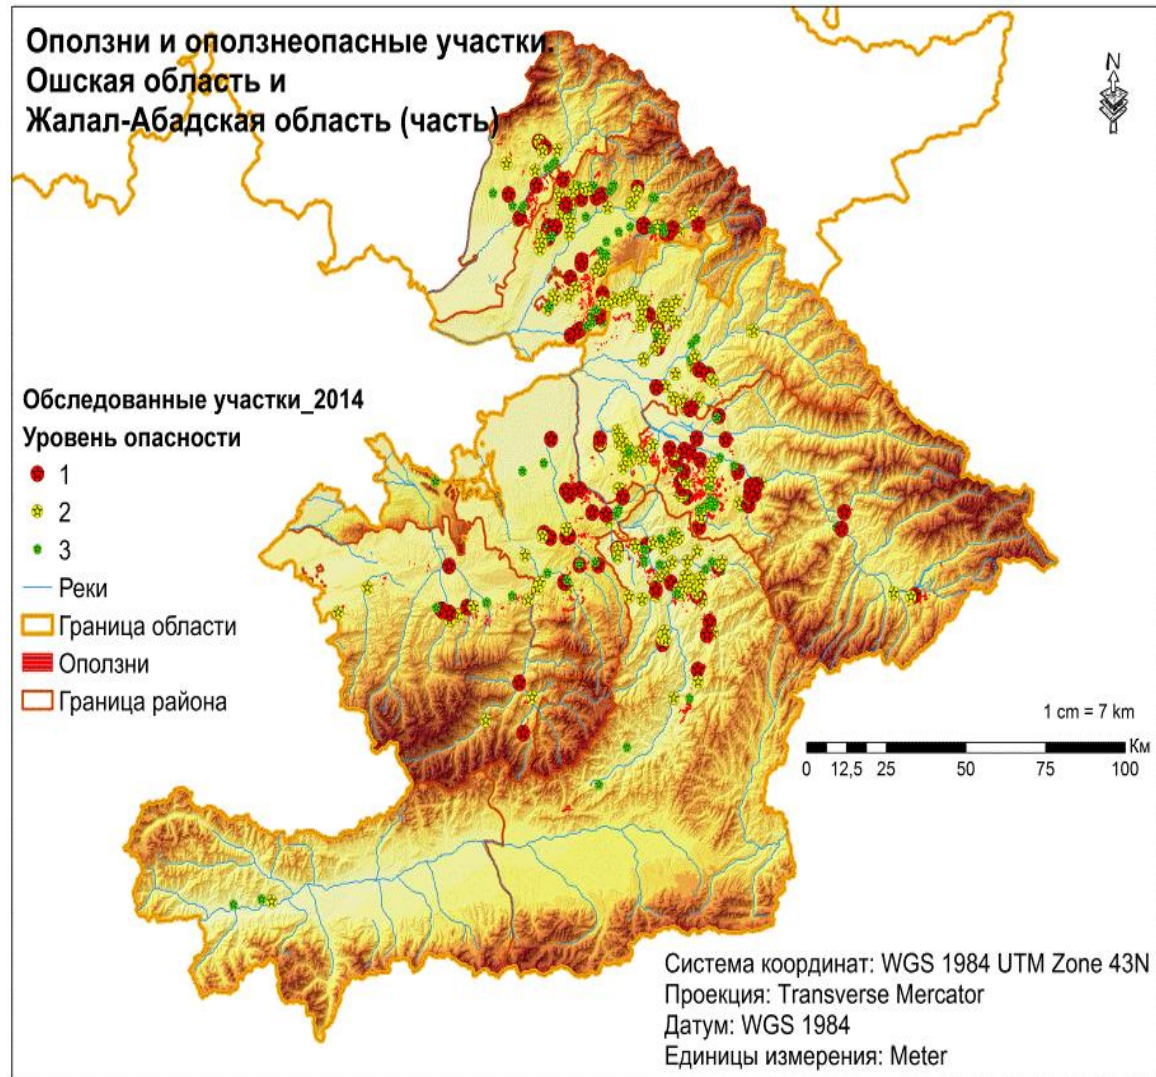 Оползни и оползнеопасные участки.
Ошская область и
Жалал-Абадская область (часть)
N
Обследованные участки_2014
Уровень опасности
1
2
3
Реки
Граница области
Оползни
Граница района
1 cm = 7 km
Км
0 12,5 25 50 75 100
Система координат: WGS 1984 UTM Zone 43N
Проекция: Transverse Mercator
Датум: WGS 1984
Единицы измерения: Meter